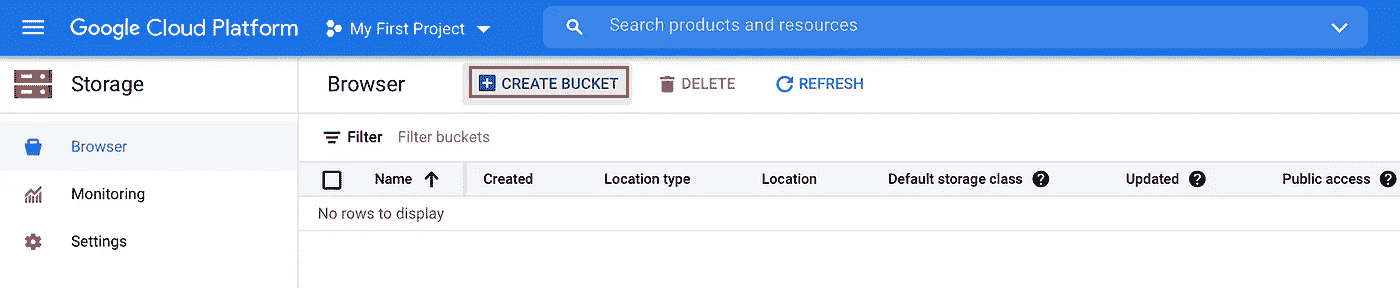 Google Cloud Platform My First Project Search products and resources
Storage Browser CREATE BUCKET DELETE REFRESH
Browser
Monitoring
Settings
Filter Filter buckets
Name Created Location type Location Default storage class ? Updated ? Public access ?
No rows to display